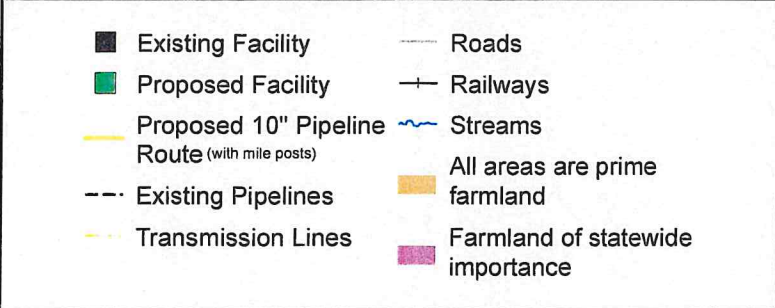 Existing Facility
Proposed Facility
Proposed 10" Pipeline
Route (with mile posts)
Existing Pipelines
Transmission Lines
Roads
Railways
Streams
All areas are prime
farmland
Farmland of statewide
importance